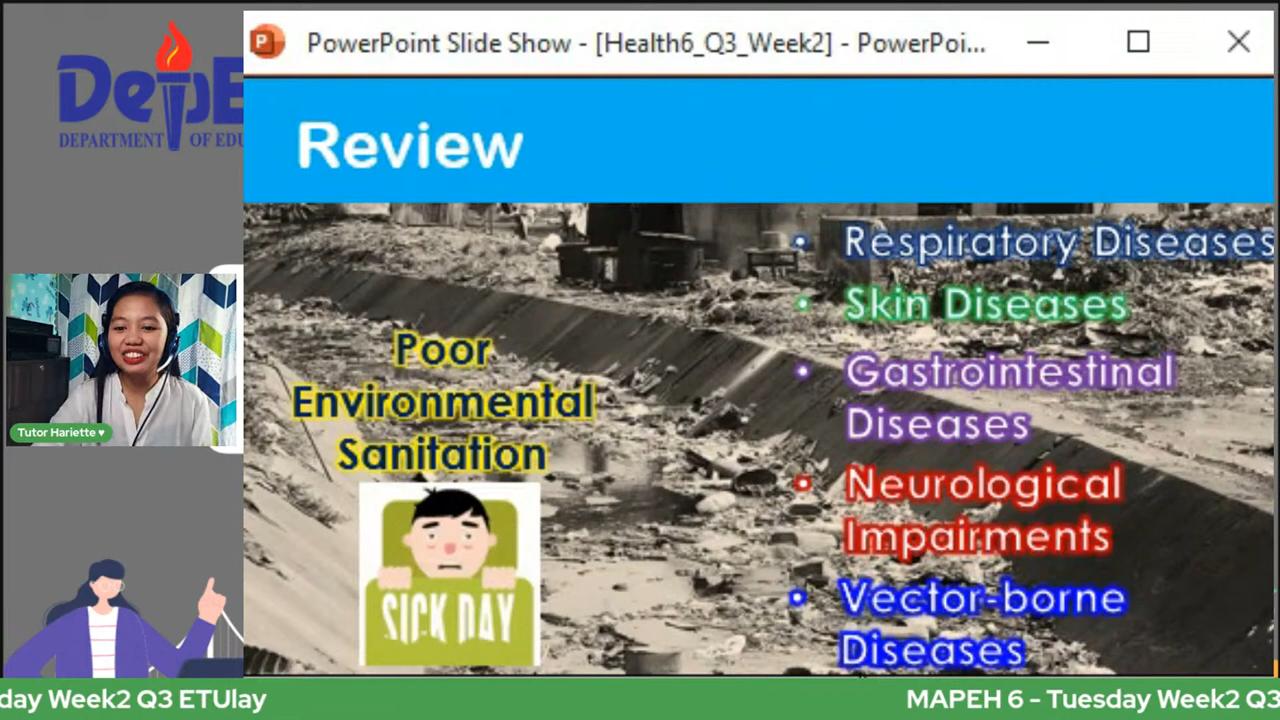 DepE
DEPARTMENT OF EDU
PowerPoint Slide Show - [Health6_Q3_Week2] - PowerPoi...
Review
Poor
Environmental
Sanitation
SICK DAY
• Respiratory Diseases
• Skin Diseases
• Gastrointestinal
Diseases
• Neurological
Impairments
• Vector-borne
Diseases
Tutor Hariette ♥
day Week2 Q3 ETUlay
MAPEH 6 - Tuesday Week2 Q3